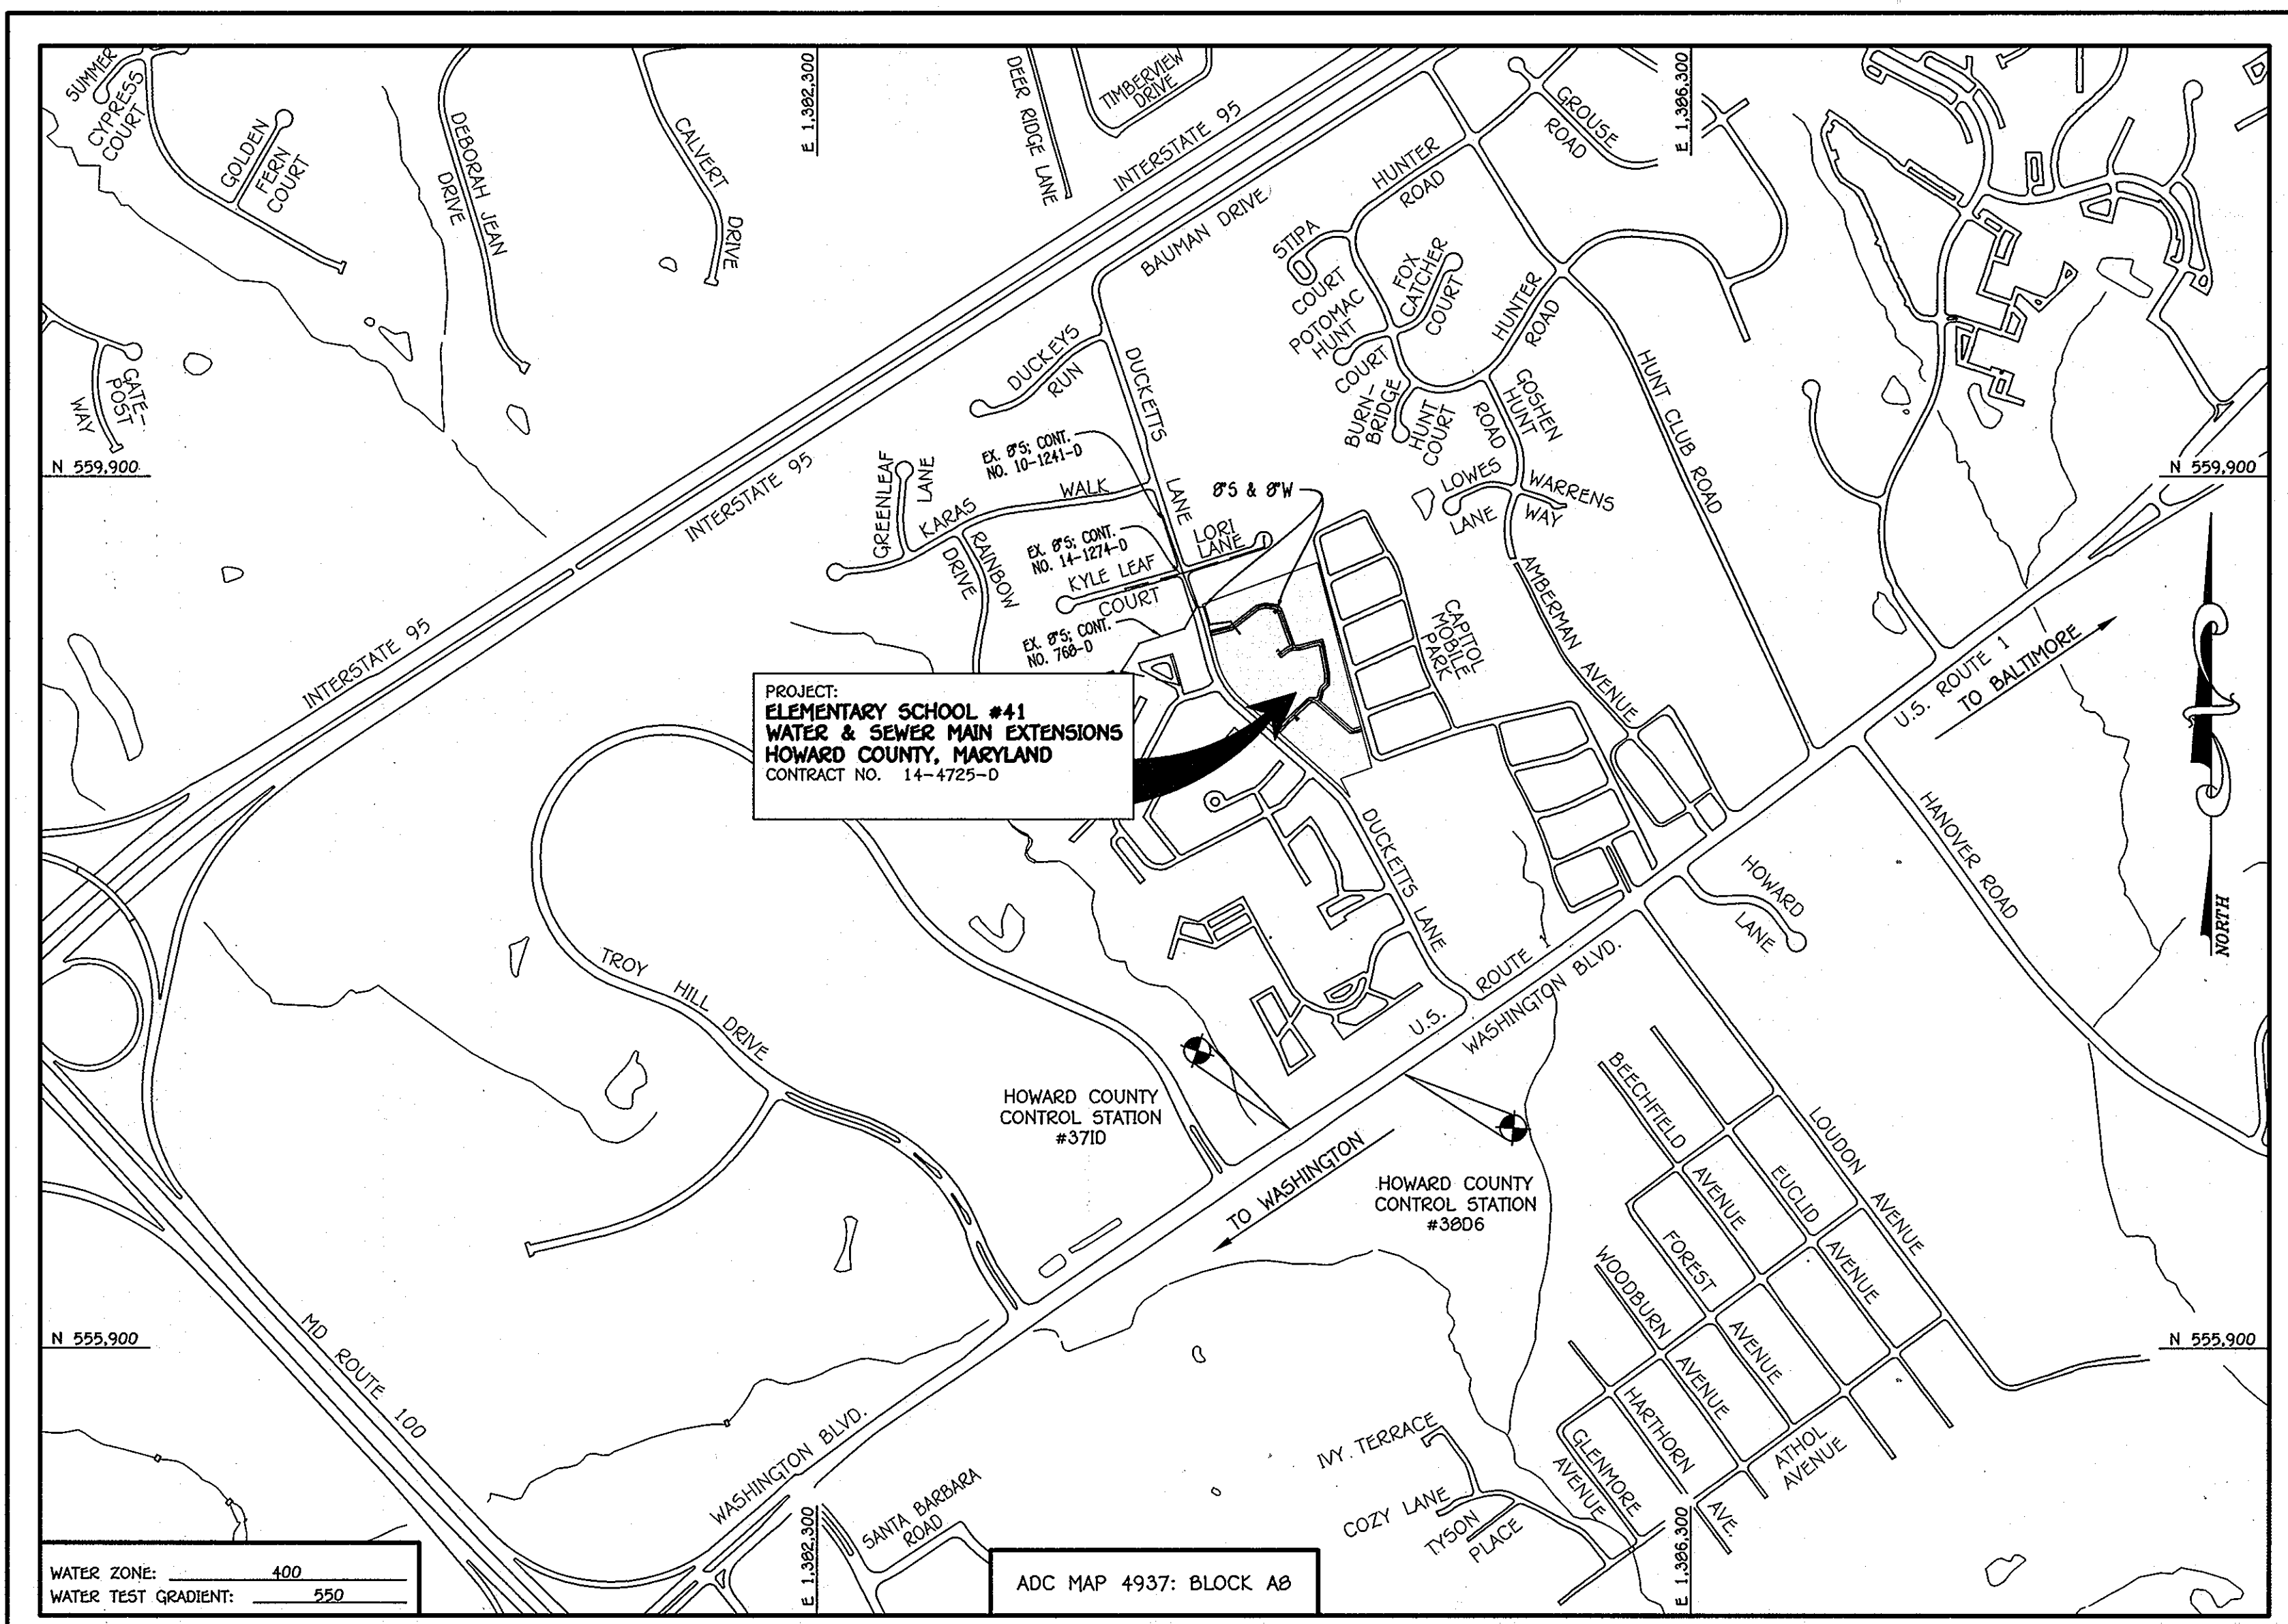 SUMMER
CYPRESS
COURT
GOLDEN
FERN
COURT
DEBORAH JEAN
DRIVE
CALVERT
DRIVE
E 1,382,300
DEER RIDGE LANE
TIMBERVIEW
DRIVE
INTERSTATE 95
BAUMAN DRIVE
HUNTER
ROAD
GROUSE
ROAD
E 1,386,300
STIPA
COURT
FOX
CATCHER
COURT
POTOMAC
HUNT
COURT
HUNTER
ROAD
BURN-
BRIDGE
HUNT
COURT
GOSHEN
HUNT
ROAD
HUNT CLUB ROAD
GATE-
POST
WAY
DUCKEYS
RUN
DUCKETTS
LANE
N 559,900
N 559,900
INTERSTATE 95
GREENLEAF
LANE
KARAS
WALK
EX. 8"S; CONT.
NO. 10-1241-D
8"S & 8"W
LOWES
LANE
WARRENS
WAY
RAINBOW
DRIVE
EX. 8"S; CONT.
NO. 14-1274-D
LORI
LANE
KYLE LEAF
COURT
EX. 8"S; CONT.
NO. 768-D
CAPITOL
MOBILE
PARK
AMBERMAN AVENUE
INTERSTATE 95
PROJECT:
ELEMENTARY SCHOOL #41
WATER & SEWER MAIN EXTENSIONS
HOWARD COUNTY, MARYLAND
CONTRACT NO. 14-4725-D
U.S. ROUTE 1
TO BALTIMORE
NORTH
HANOVER ROAD
DUCKETTS LANE
HOWARD
LANE
TROY HILL DRIVE
U.S. ROUTE 1
WASHINGTON BLVD.
HOWARD COUNTY
CONTROL STATION
#371D
HOWARD COUNTY
CONTROL STATION
#38D6
TO WASHINGTON
BEECHFIELD
AVENUE
EUCLID
AVENUE
LOUDON
AVENUE
FOREST
AVENUE
WOODBURN
AVENUE
N 555,900
N 555,900
MD ROUTE 100
WASHINGTON BLVD.
HARTHORN
AVE.
ATHOL
AVENUE
GLENMORE
AVENUE
IVY TERRACE
COZY LANE
TYSON
PLACE
SANTA BARBARA
ROAD
E 1,382,300
E 1,386,300
WATER ZONE: 400
WATER TEST GRADIENT: 550
ADC MAP 4937: BLOCK A8